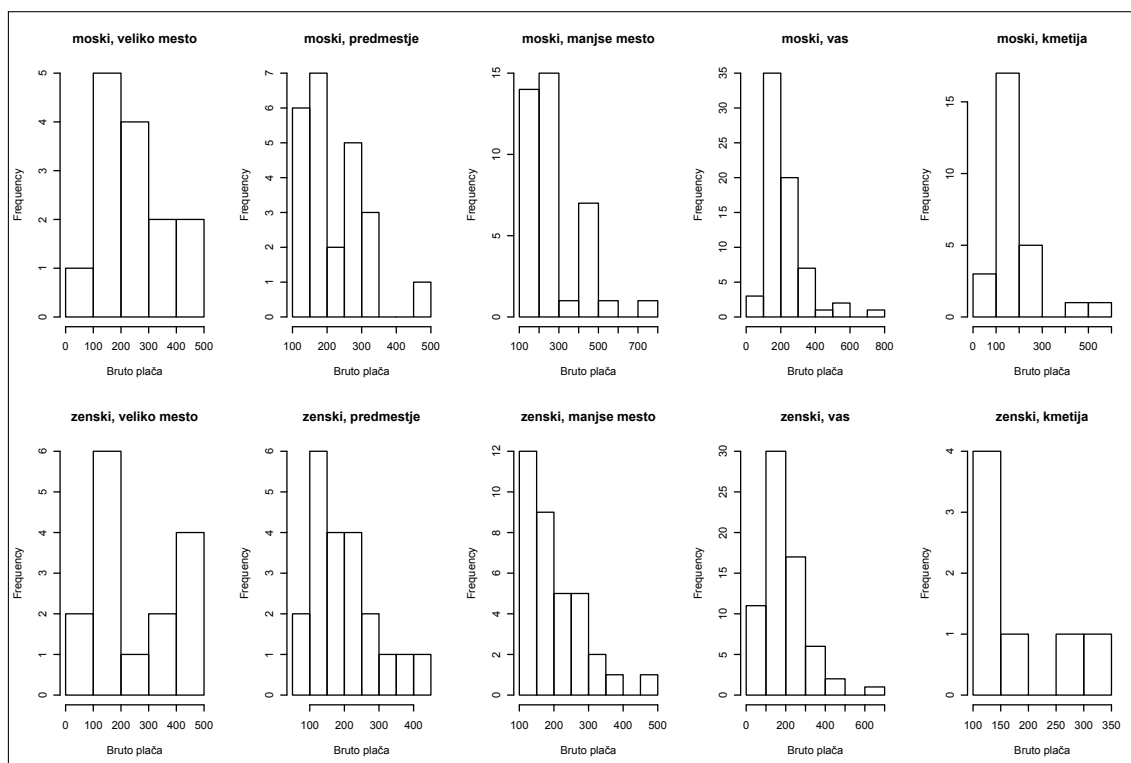 moski, veliko mesto
Frequency
0 1 2 3 4 5
0 100 200 300 400 500
Bruto plača
moski, predmestje
Frequency
0 1 2 3 4 5 6 7
100 200 300 400 500
Bruto plača
moski, manjse mesto
Frequency
0 5 10 15
100 300 500 700
Bruto plača
moski, vas
Frequency
0 5 10 15 20 25 30 35
0 200 400 600 800
Bruto plača
moski, kmetija
Frequency
0 5 10 15
0 100 300 500
Bruto plača
zenski, veliko mesto
Frequency
0 1 2 3 4 5 6
0 100 200 300 400 500
Bruto plača
zenski, predmestje
Frequency
0 1 2 3 4 5 6
100 200 300 400
Bruto plača
zenski, manjse mesto
Frequency
0 2 4 6 8 10 12
100 200 300 400 500
Bruto plača
zenski, vas
Frequency
0 5 10 15 20 25 30
0 200 400 600
Bruto plača
zenski, kmetija
Frequency
0 1 2 3 4
100 150 200 250 300 350
Bruto plača